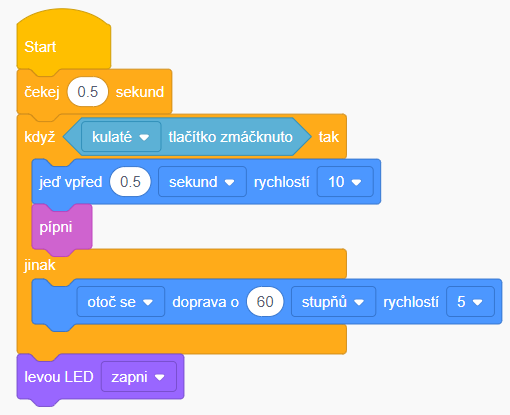 Start
čekej 0.5 sekund
když kulaté tlačítko zmáčknuto tak
jeď vpřed 0.5 sekund rychlostí 10
pípni
jinak
otoč se doprava o 60 stupňů rychlostí 5
levou LED zapni